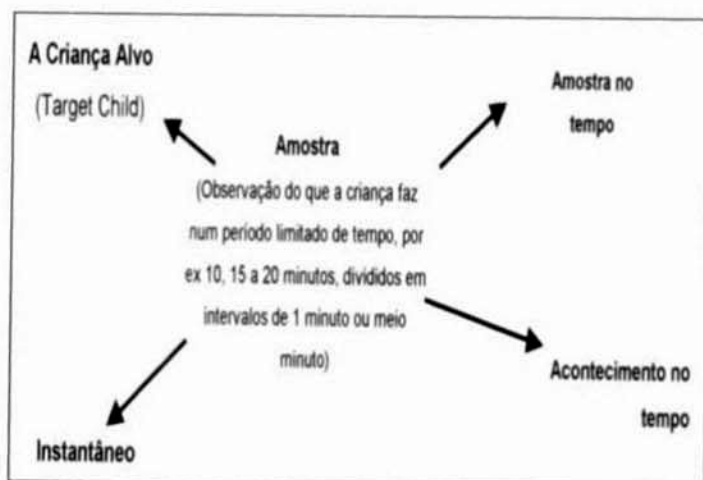 A Criança Alvo
(Target Child)
Amostra no
tempo
Amostra
(Observação do que a criança faz
num período limitado de tempo, por
ex 10, 15 a 20 minutos, divididos em
intervalos de 1 minuto ou meio
minuto)
Acontecimento no
tempo
Instantâneo